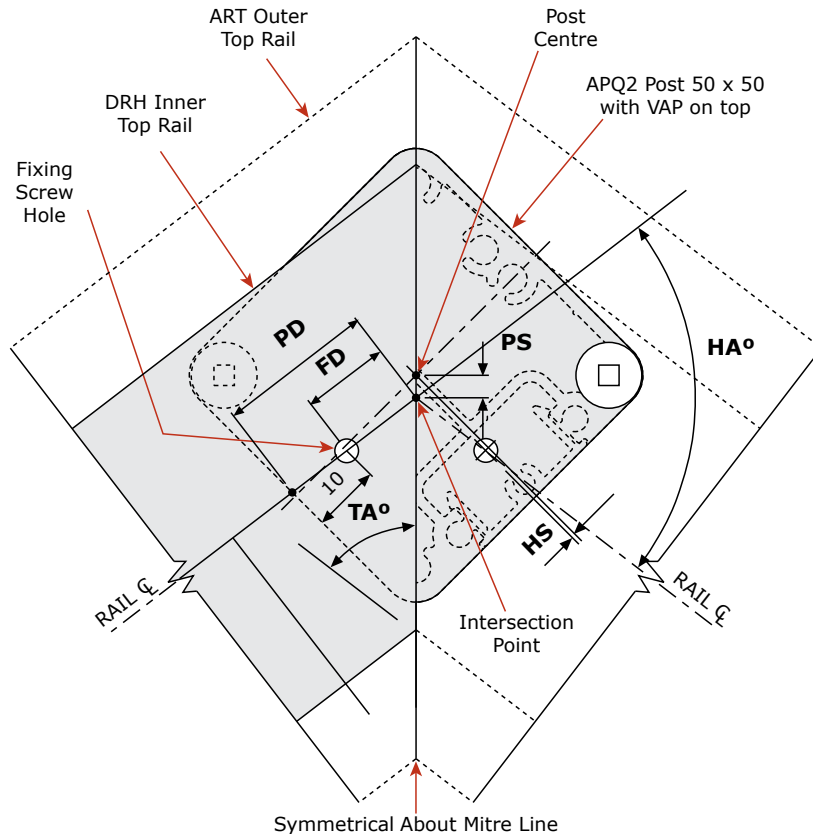 ART Outer
Top Rail
Post
Centre
DRH Inner
Top Rail
APQ2 Post 50 x 50
with VAP on top
Fixing
Screw
Hole
PD
FD
PS
HAº
10
TAº
HS
RAIL ℄
RAIL ℄
Intersection
Point
Symmetrical About Mitre Line